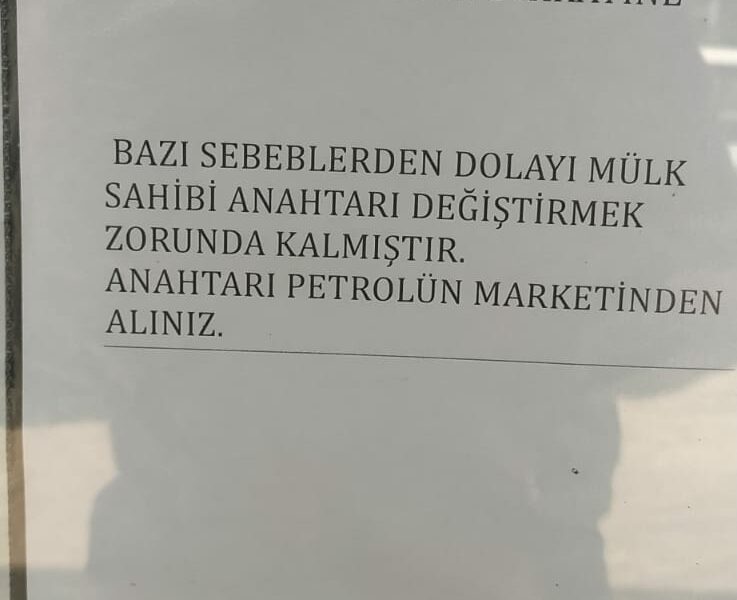 BAZI SEBEBLERDEN DOLAYI MÜLK
SAHİBİ ANAHTARI DEĞİŞTİRMEK
ZORUNDA KALMIŞTIR.
ANAHTARI PETROLÜN MARKETİNDEN
ALINIZ.